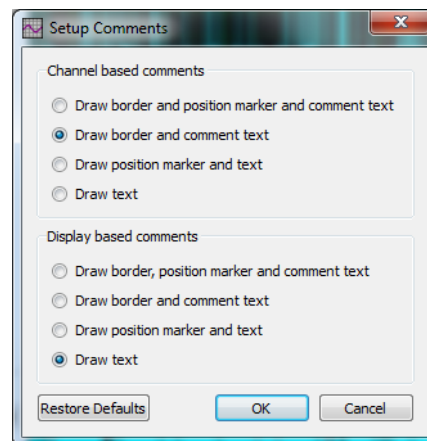 Setup Comments
Channel based comments
Draw border and position marker and comment text
Draw border and comment text
Draw position marker and text
Draw text
Display based comments
Draw border, position marker and comment text
Draw border and comment text
Draw position marker and text
Draw text
Restore Defaults OK Cancel